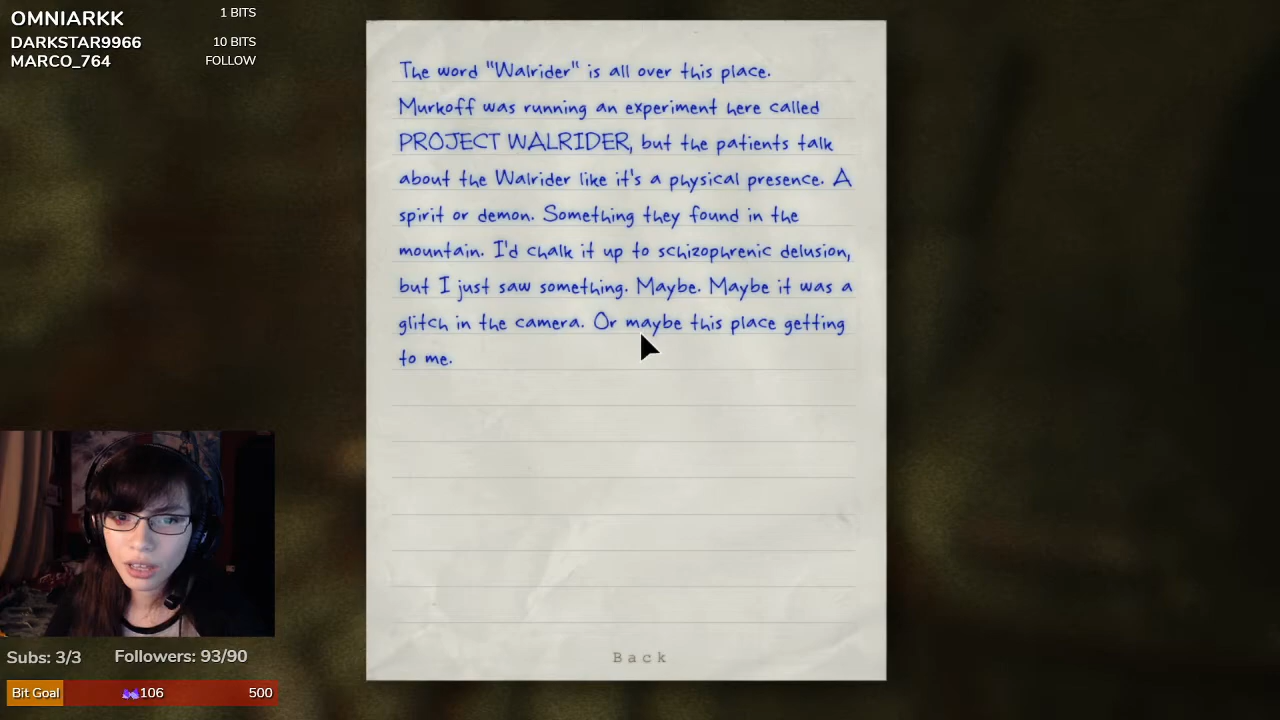 OMNIARKK 1 BITS
DARKSTAR9966 10 BITS
MARCO_764 FOLLOW
The word "Walrider" is all over this place.
Murkoff was running an experiment here called
PROJECT WALRIDER, but the patients talk
about the Walrider like it's a physical presence. A
spirit or demon. Something they found in the
mountain. I'd chalk it up to schizophrenic delusion,
but I just saw something. Maybe. Maybe it was a
glitch in the camera. Or maybe this place getting
to me.
Back
Subs: 3/3 Followers: 93/90
Bit Goal 106 500